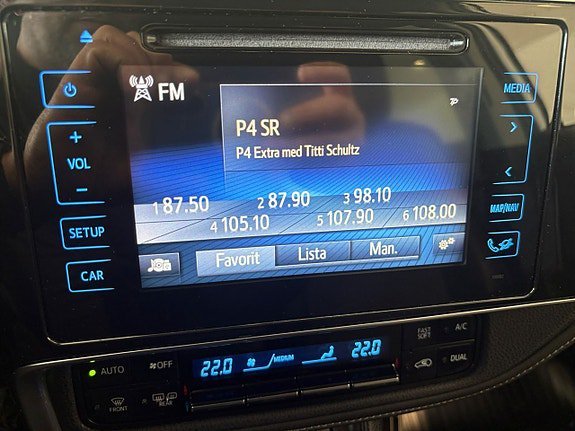 FM
MEDIA
P4 SR
P4 Extra med Titti Schultz
VOL
1 87.50 2 87.90 3 98.10
4 105.10 5 107.90 6 108.00
MAP/NAV
SETUP
Favorit Lista Man.
CAR
AUTO OFF 22.0 MEDIUM 22.0 FAST SOFT A/C
DUAL
FRONT REAR